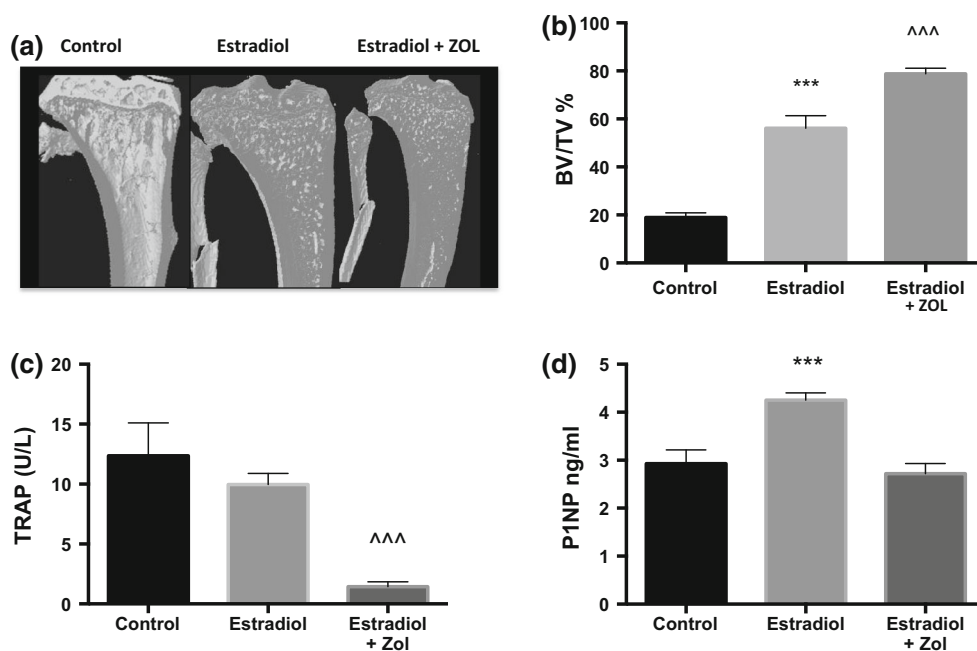 (a)
Control Estradiol Estradiol + ZOL
(b)
BV/TV %
100
80
60
40
20
0
***
^^^
Control Estradiol Estradiol
+ ZOL
(c)
TRAP (U/L)
20
15
10
5
0
^^^
Control Estradiol Estradiol
+ Zol
(d)
P1NP ng/ml
5
4
3
2
1
0
***
Control Estradiol Estradiol
+ Zol